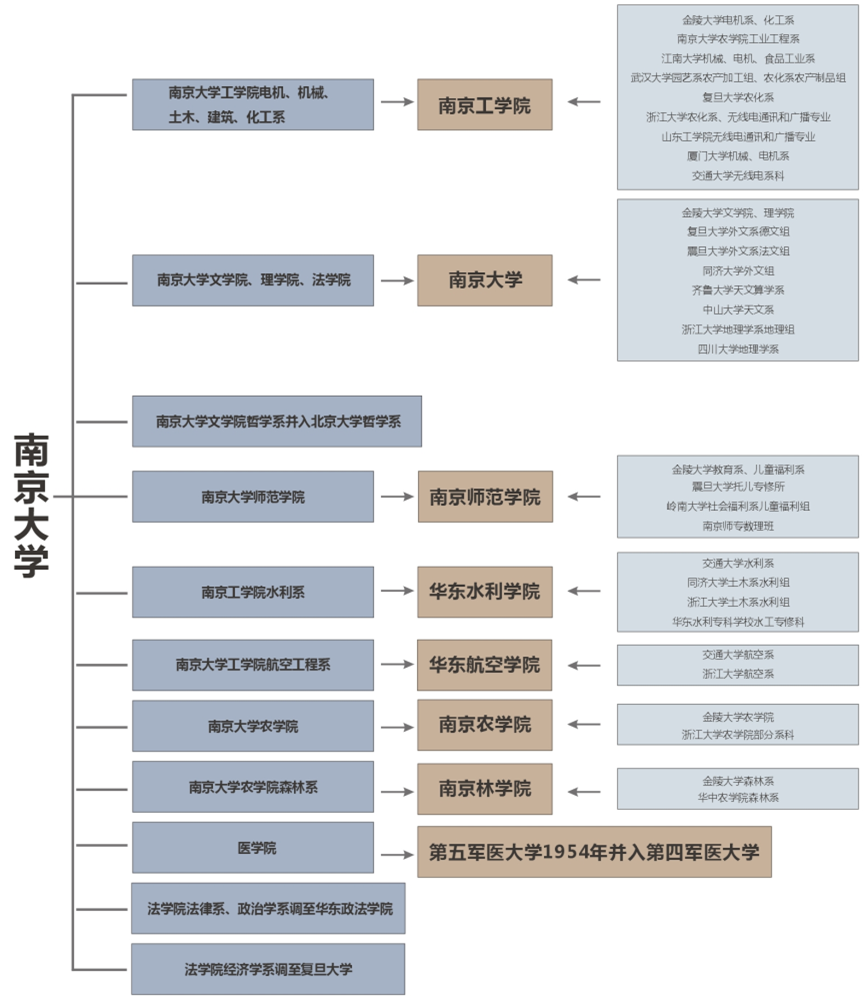 南京大学
南京大学工学院电机、机械、
土木、建筑、化工系
南京工学院
金陵大学电机系、化工系
南京大学农学院工业工程系
江南大学机械、电机、食品工业系
武汉大学园艺系农产加工组、农化系农产制品组
复旦大学农化系
浙江大学农化系、无线电通讯和广播专业
山东工学院无线电通讯和广播专业
厦门大学机械、电机系
交通大学无线电系科
南京大学文学院、理学院、法学院
南京大学
金陵大学文学院、理学院
复旦大学外文系德文组
震旦大学外文系法文组
同济大学外文组
齐鲁大学天文算学系
中山大学天文系
浙江大学地理学系地理组
四川大学地理学系
南京大学文学院哲学系并入北京大学哲学系
南京大学师范学院
南京师范学院
金陵大学教育系、儿童福利系
震旦大学托儿专修所
岭南大学社会福利系儿童福利组
南京师专数理班
南京工学院水利系
华东水利学院
交通大学水利系
同济大学土木系水利组
浙江大学土木系水利组
华东水利专科学校水工专修科
南京大学工学院航空工程系
华东航空学院
交通大学航空系
浙江大学航空系
南京大学农学院
南京农学院
金陵大学农学院
浙江大学农学院部分系科
南京大学农学院森林系
南京林学院
金陵大学森林系
华中农学院森林系
医学院
第五军医大学1954年并入第四军医大学
法学院法律系、政治学系调至华东政法学院
法学院经济学系调至复旦大学